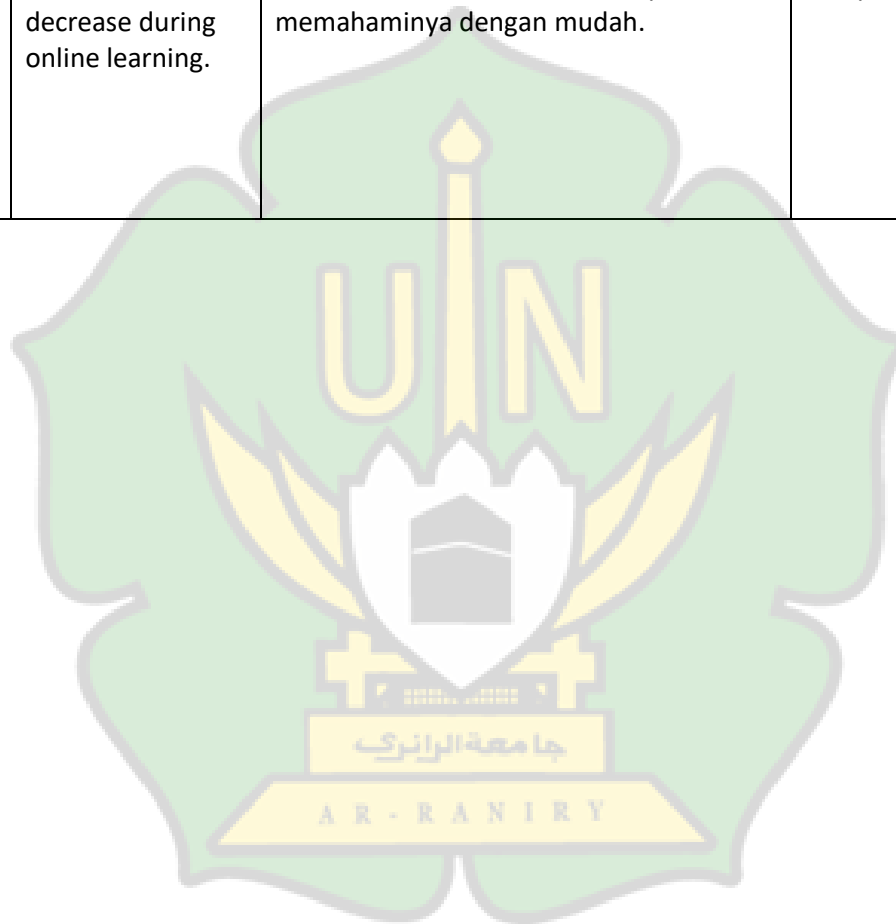 decrease during
memahaminya dengan mudah.
online learning.
UIN
جامعة الرانري
AR-RANIRY